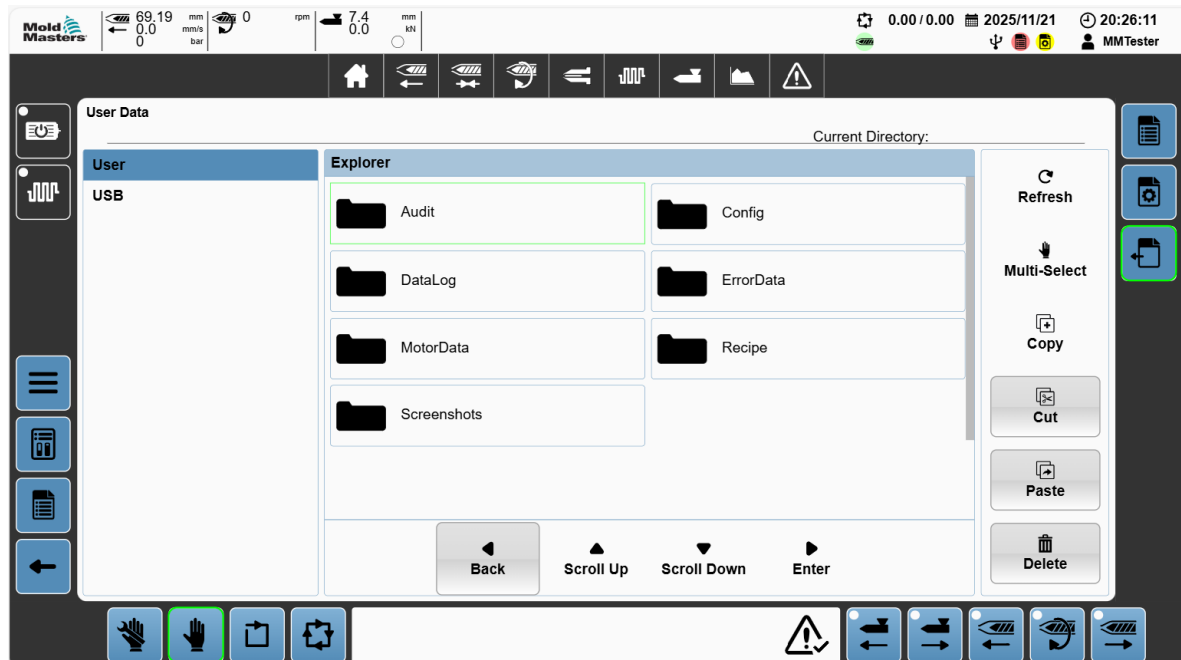 Mold
Masters
69.19 mm
0.0 mm/s
0 bar
0 rpm
7.4 mm
0.0 kN
0.00 / 0.00
2025/11/21
20:26:11
MMTester
User Data
Current Directory:
User
USB
Explorer
Audit
Config
DataLog
ErrorData
MotorData
Recipe
Screenshots
Refresh
Multi-Select
Copy
Cut
Paste
Delete
Back
Scroll Up
Scroll Down
Enter